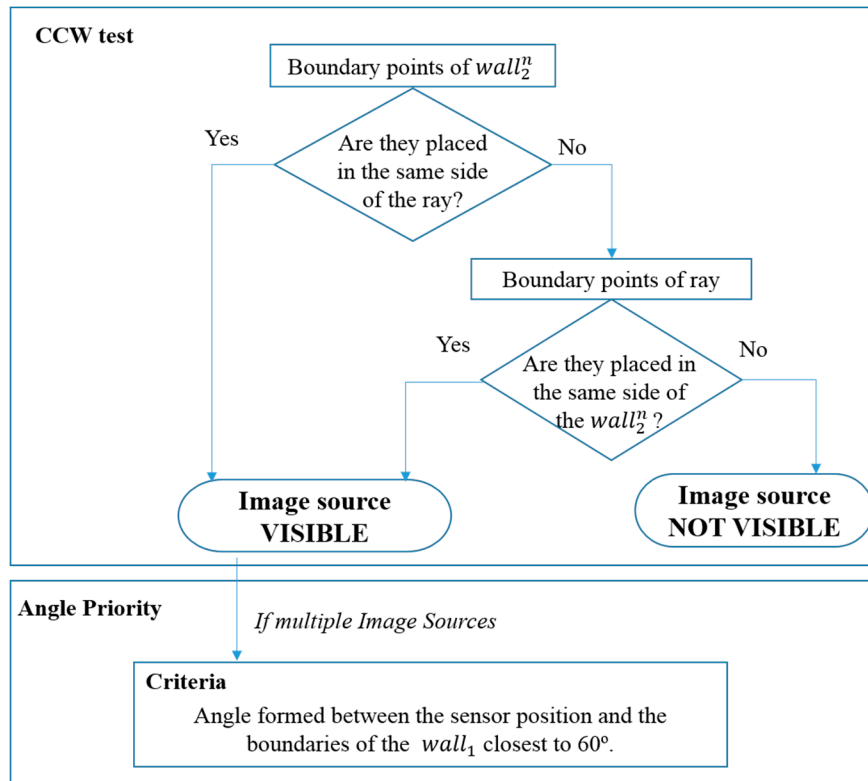 CCW test
Boundary points of wall₂ⁿ
Yes
Are they placed
in the same side
of the ray?
No
Boundary points of ray
Yes
Are they placed in
the same side of
the wall₂ⁿ ?
No
Image source
VISIBLE
Image source
NOT VISIBLE
Angle Priority
If multiple Image Sources
Criteria
Angle formed between the sensor position and the
boundaries of the wall₁ closest to 60º.